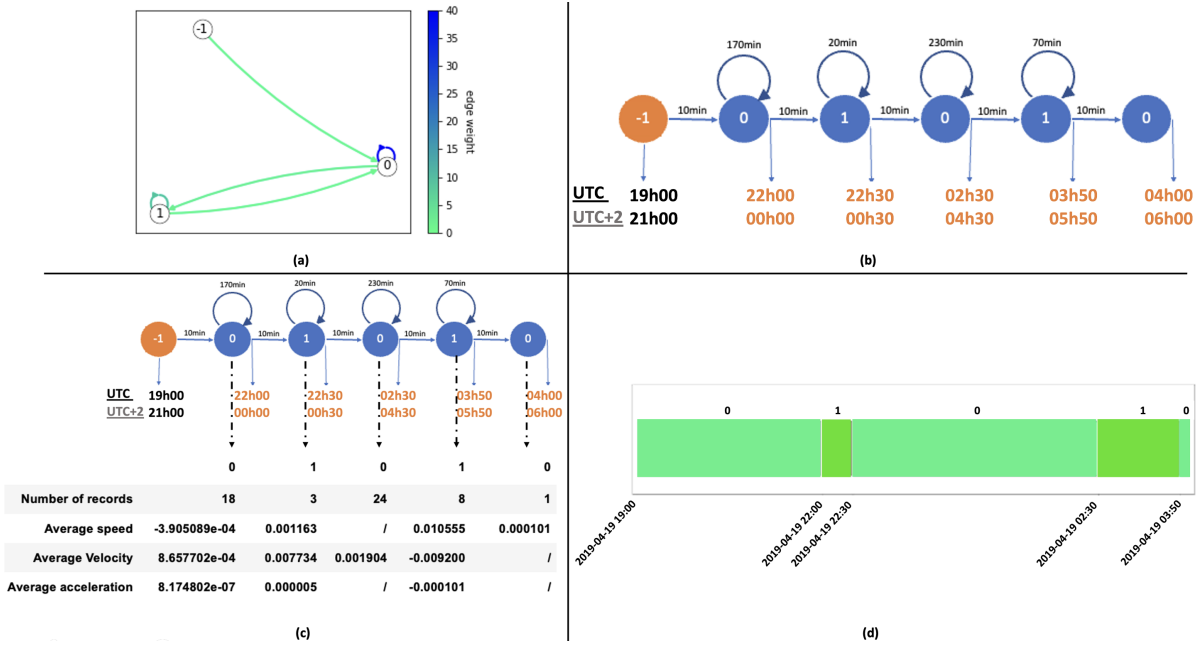 -1
0
1
40
35
30
25
20
15
10
5
0
edge weight
(a)
170min 20min 230min 70min
-1 10min 0 10min 1 10min 0 10min 1 10min 0
UTC 19h00 22h00 22h30 02h30 03h50 04h00
UTC+2 21h00 00h00 00h30 04h30 05h50 06h00
(b)
170min 20min 230min 70min
-1 10min 0 10min 1 10min 0 10min 1 10min 0
UTC 19h00 22h00 22h30 02h30 03h50 04h00
UTC+2 21h00 00h00 00h30 04h30 05h50 06h00
0 1 0 1 0
Number of records 18 3 24 8 1
Average speed -3.905089e-04 0.001163 / 0.010555 0.000101
Average Velocity 8.657702e-04 0.007734 0.001904 -0.009200 /
Average acceleration 8.174802e-07 0.000005 / -0.000101 /
(c)
0 1 0 1 0
2019-04-19 19:00
2019-04-19 22:00
2019-04-19 22:30
2019-04-19 02:30
2019-04-19 03:50
(d)